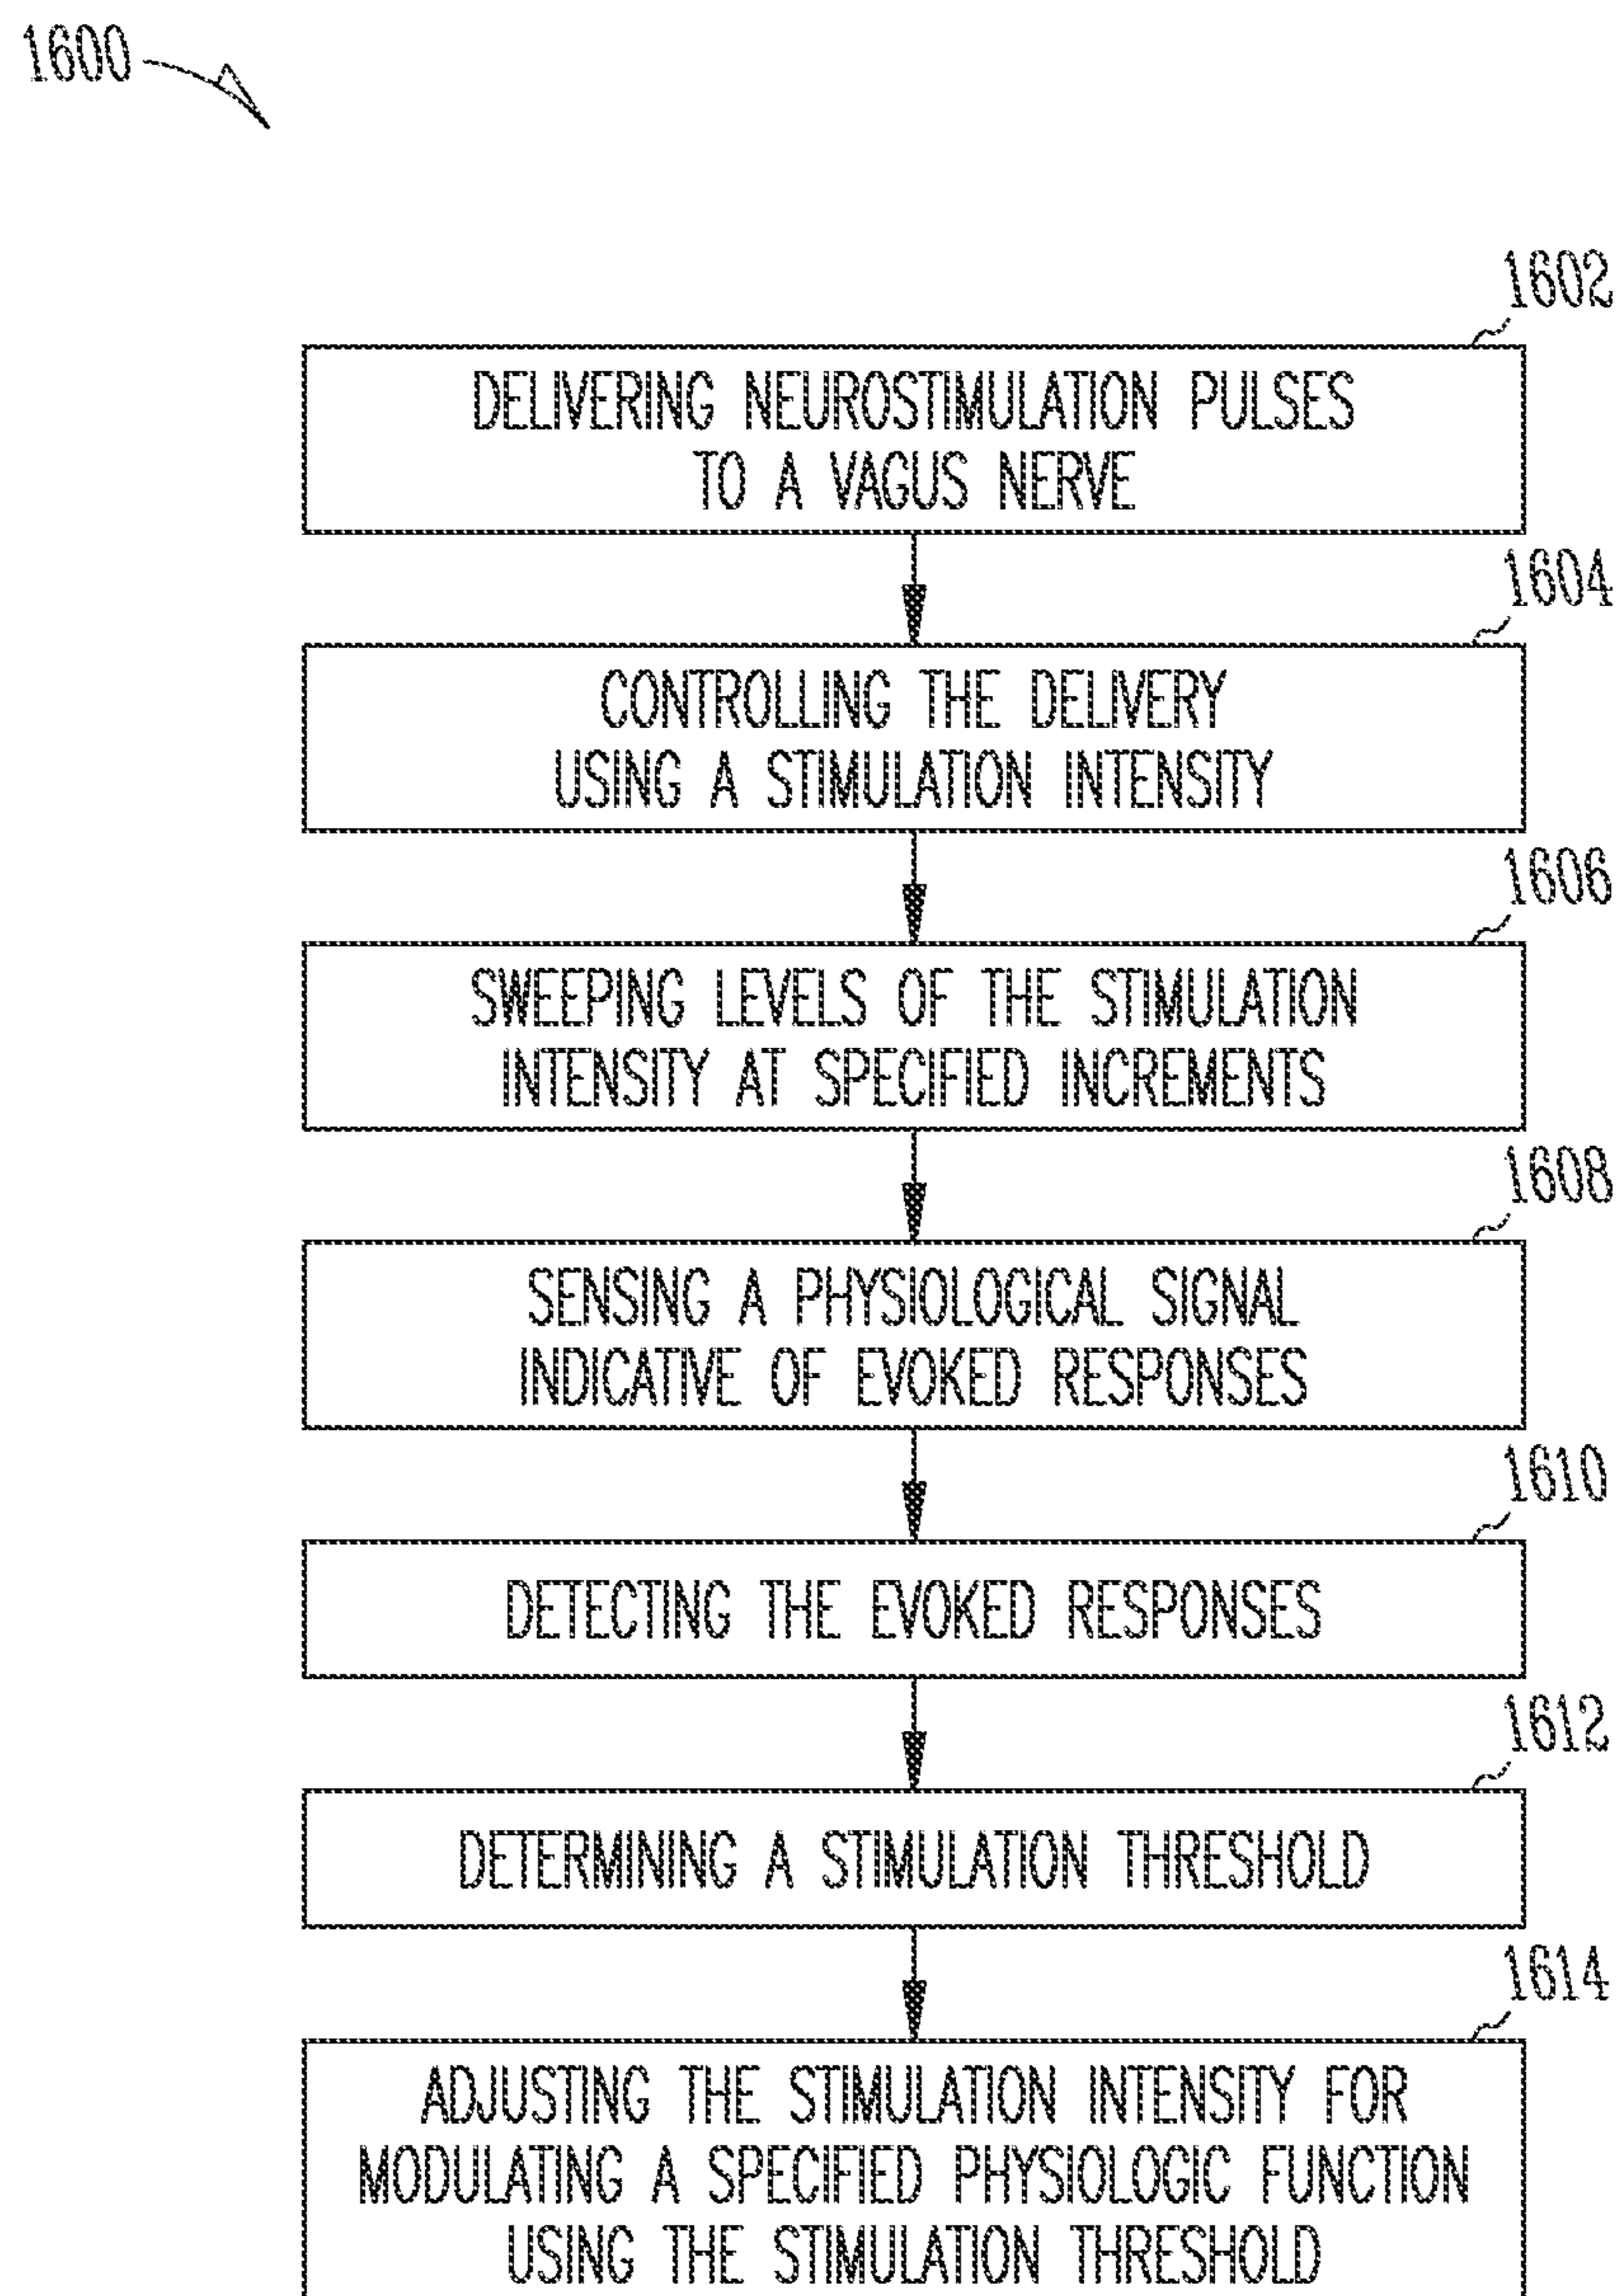 1600
1602
DELIVERING NEUROSTIMULATION PULSES
TO A VAGUS NERVE
1604
CONTROLLING THE DELIVERY
USING A STIMULATION INTENSITY
1606
SWEEPING LEVELS OF THE STIMULATION
INTENSITY AT SPECIFIED INCREMENTS
1608
SENSING A PHYSIOLOGICAL SIGNAL
INDICATIVE OF EVOKED RESPONSES
1610
DETECTING THE EVOKED RESPONSES
1612
DETERMINING A STIMULATION THRESHOLD
1614
ADJUSTING THE STIMULATION INTENSITY FOR
MODULATING A SPECIFIED PHYSIOLOGIC FUNCTION
USING THE STIMULATION THRESHOLD